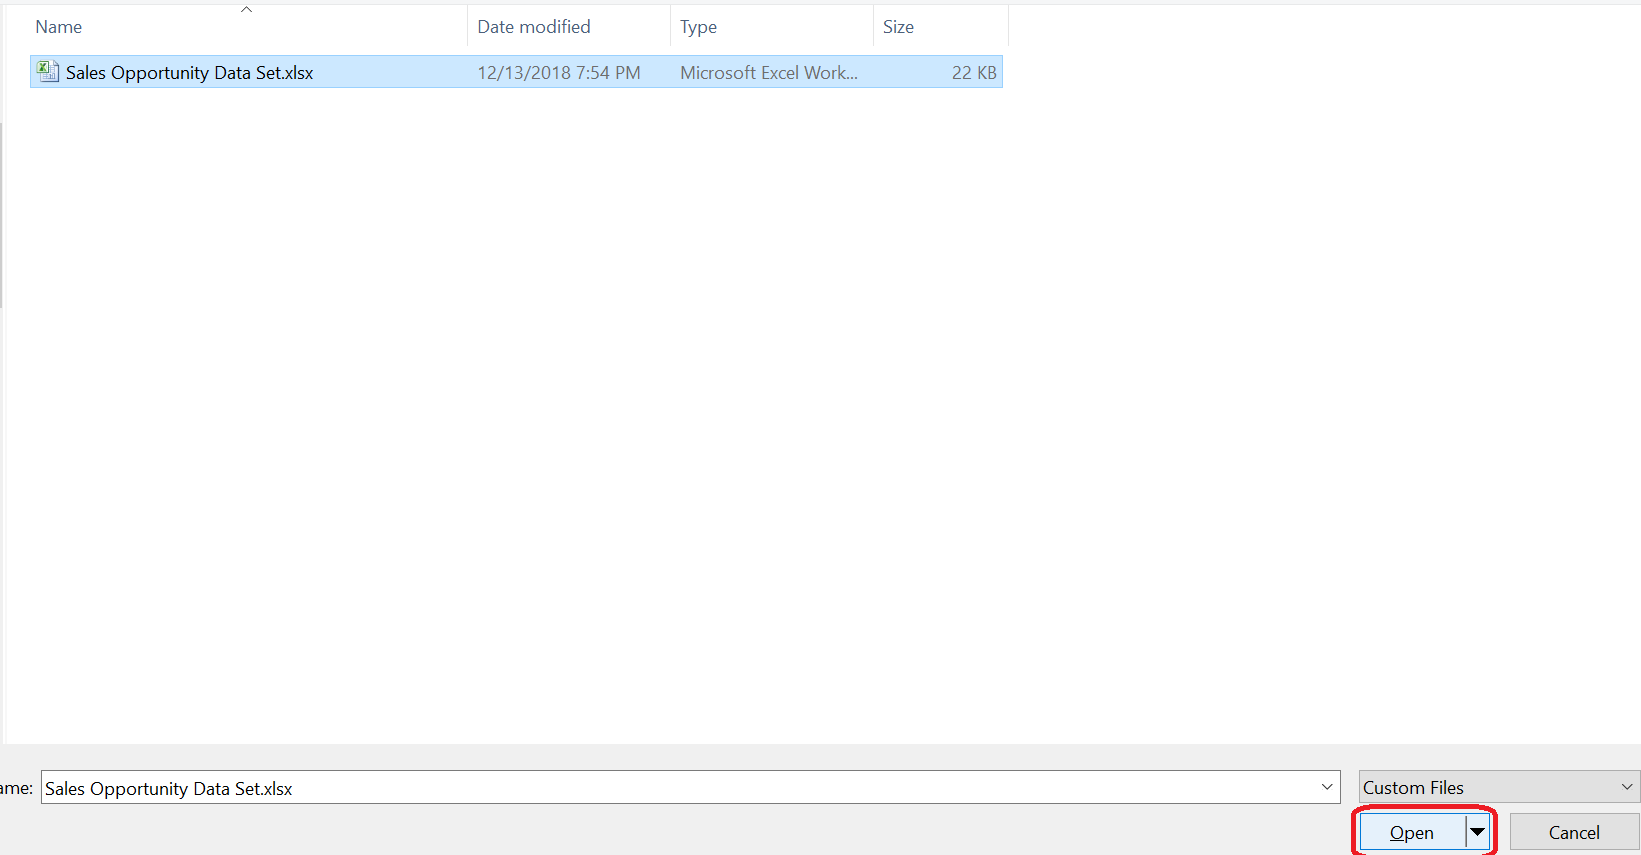 Name Date modified Type Size
Sales Opportunity Data Set.xlsx 12/13/2018 7:54 PM Microsoft Excel Work... 22 KB
ame: Sales Opportunity Data Set.xlsx Custom Files
Open Cancel